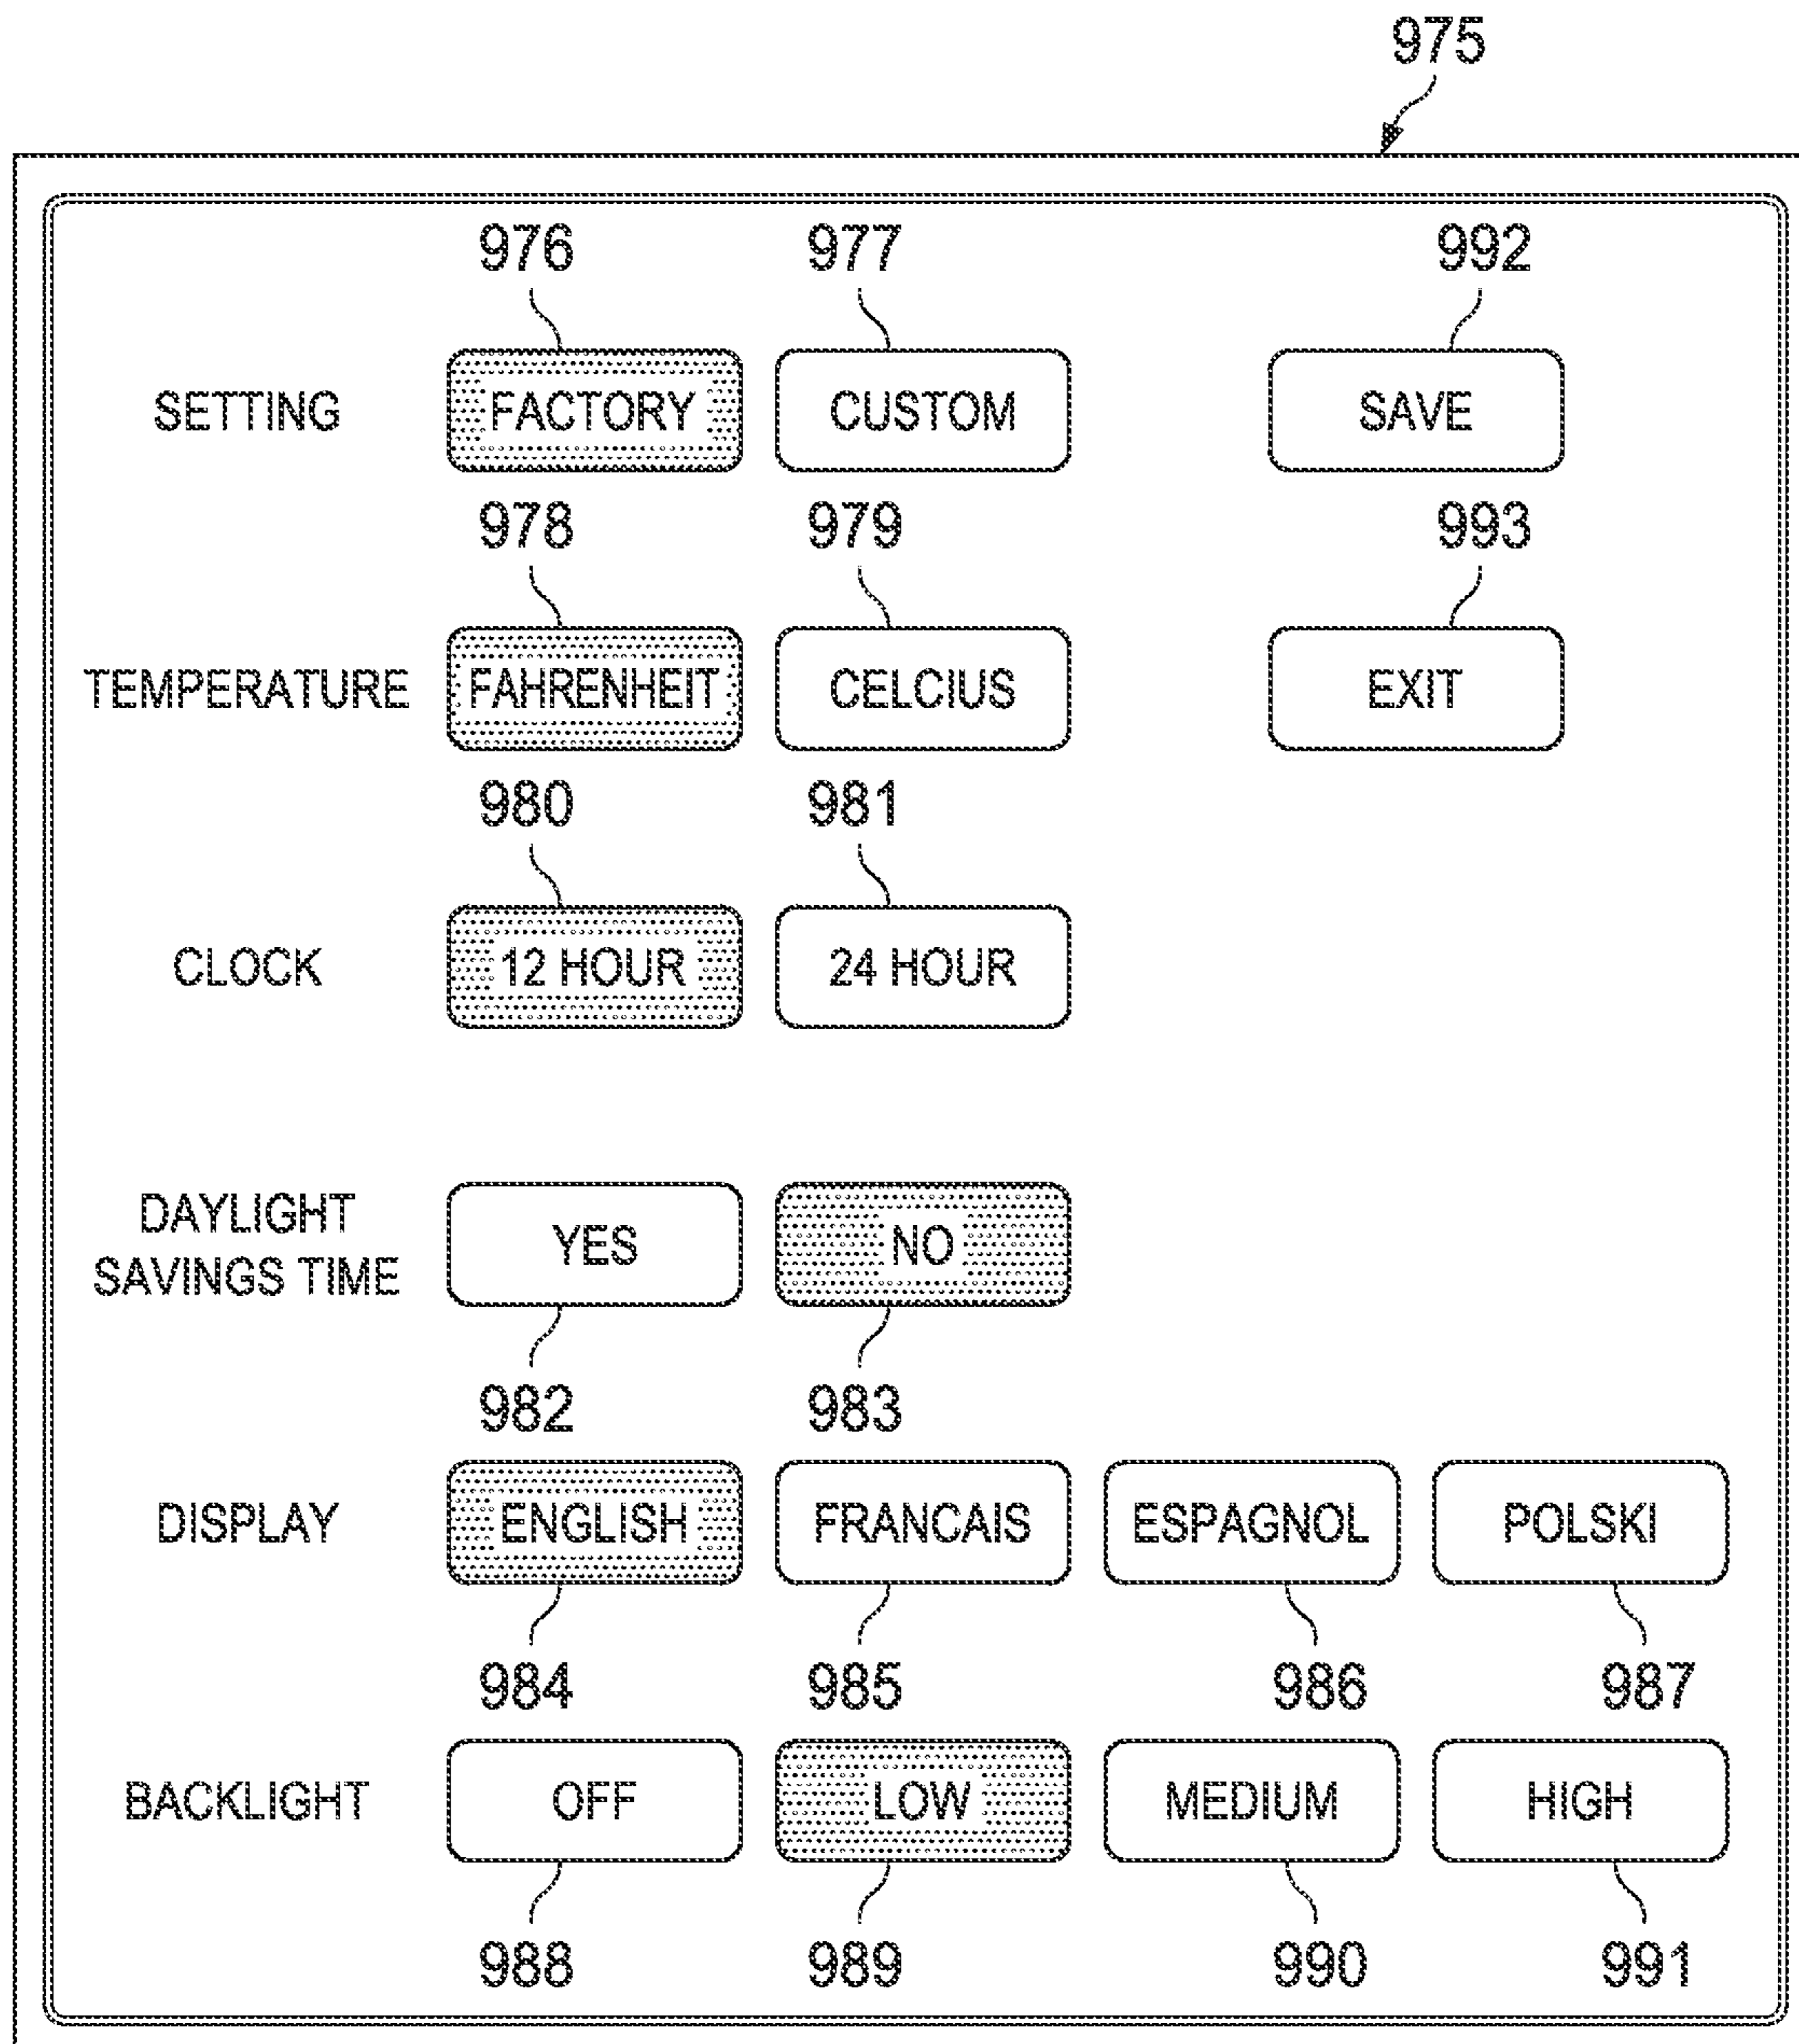 975
976 977 992
SETTING FACTORY CUSTOM SAVE
978 979 993
TEMPERATURE FAHRENHEIT CELCIUS EXIT
980 981
CLOCK 12 HOUR 24 HOUR
DAYLIGHT
SAVINGS TIME YES NO
982 983
DISPLAY ENGLISH FRANCAIS ESPAGNOL POLSKI
984 985 986 987
BACKLIGHT OFF LOW MEDIUM HIGH
988 989 990 991